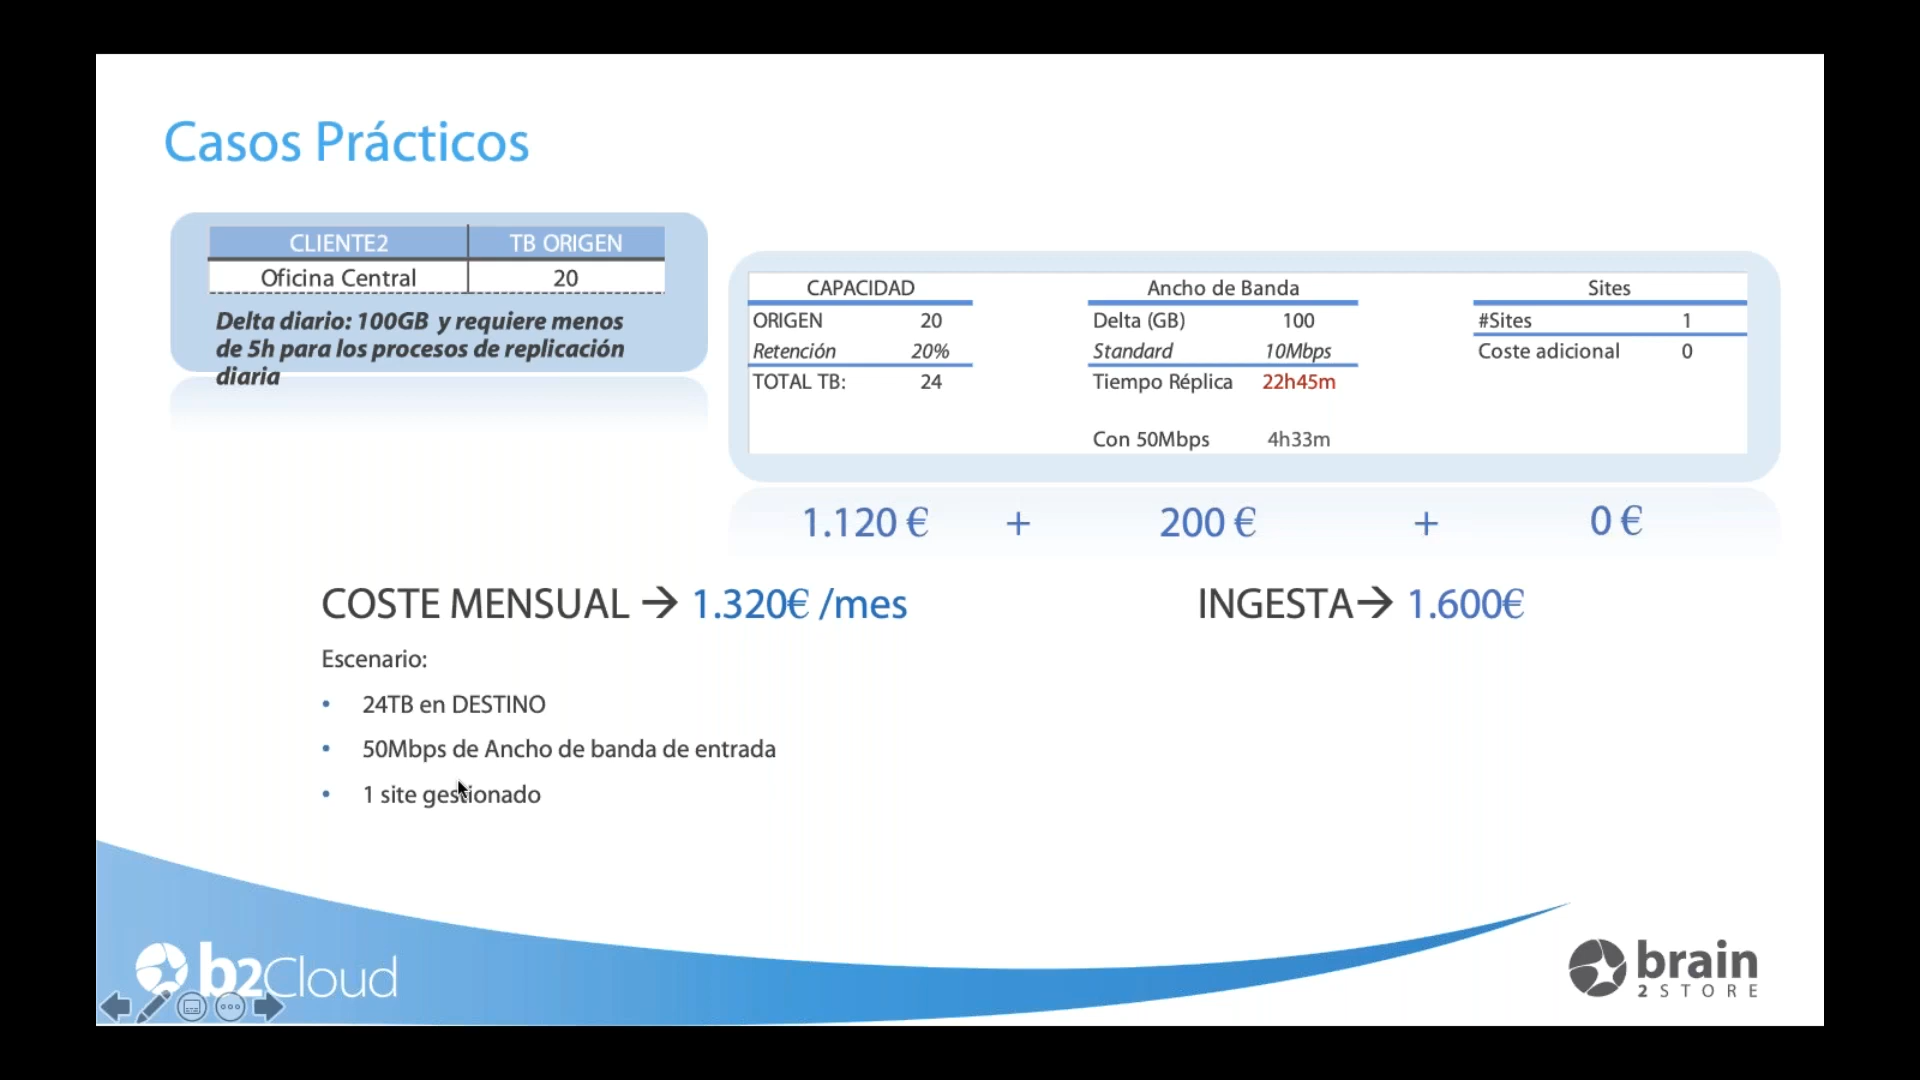 Casos Prácticos
CLIENTE2 TB ORIGEN
Oficina Central 20
Delta diario: 100GB y requiere menos
de 5h para los procesos de replicación
diaria
CAPACIDAD Ancho de Banda Sites
ORIGEN 20 Delta (GB) 100 #Sites 1
Retención 20% Standard 10Mbps Coste adicional 0
TOTAL TB: 24 Tiempo Réplica 22h45m
Con 50Mbps 4h33m
1.120 € + 200 € + 0 €
COSTE MENSUAL → 1.320€ /mes INGESTA→ 1.600€
Escenario:
• 24TB en DESTINO
• 50Mbps de Ancho de banda de entrada
• 1 site gestionado
b2Cloud
brain
2 STORE